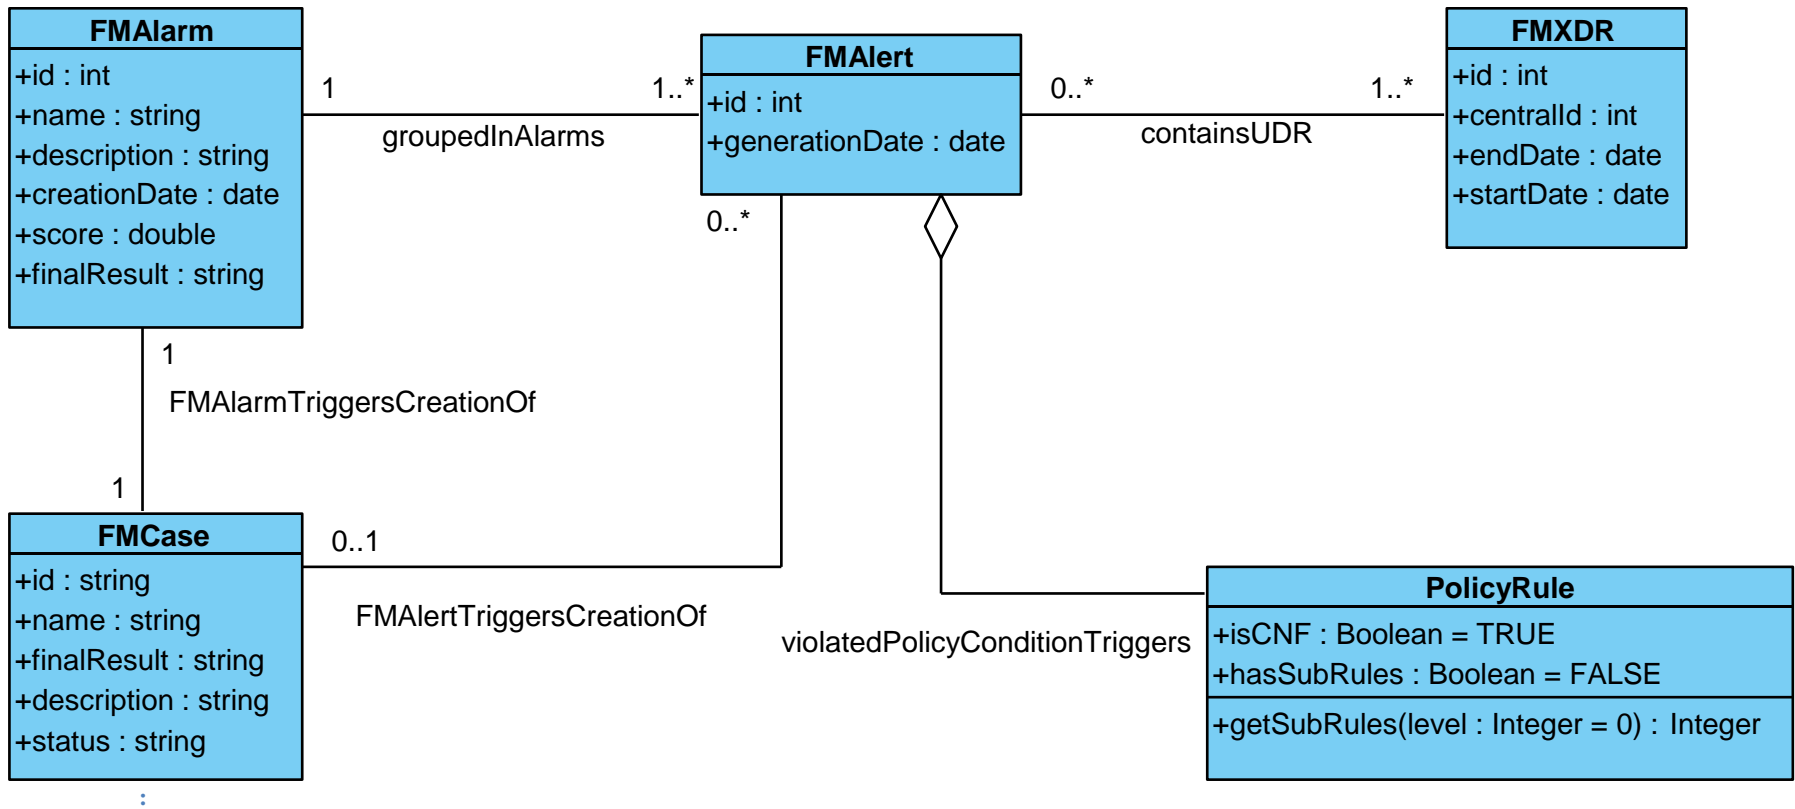 FMAlarm
+id : int
+name : string
+description : string
+creationDate : date
+score : double
+finalResult : string
1
1..*
groupedInAlarms
FMAlert
+id : int
+generationDate : date
0..*
1..*
containsUDR
FMXDR
+id : int
+centralId : int
+endDate : date
+startDate : date
0..*
1
FMAlarmTriggersCreationOf
1
FMCase
+id : string
+name : string
+finalResult : string
+description : string
+status : string
0..1
FMAlertTriggersCreationOf
violatedPolicyConditionTriggers
PolicyRule
+isCNF : Boolean = TRUE
+hasSubRules : Boolean = FALSE
+getSubRules(level : Integer = 0) : Integer
: